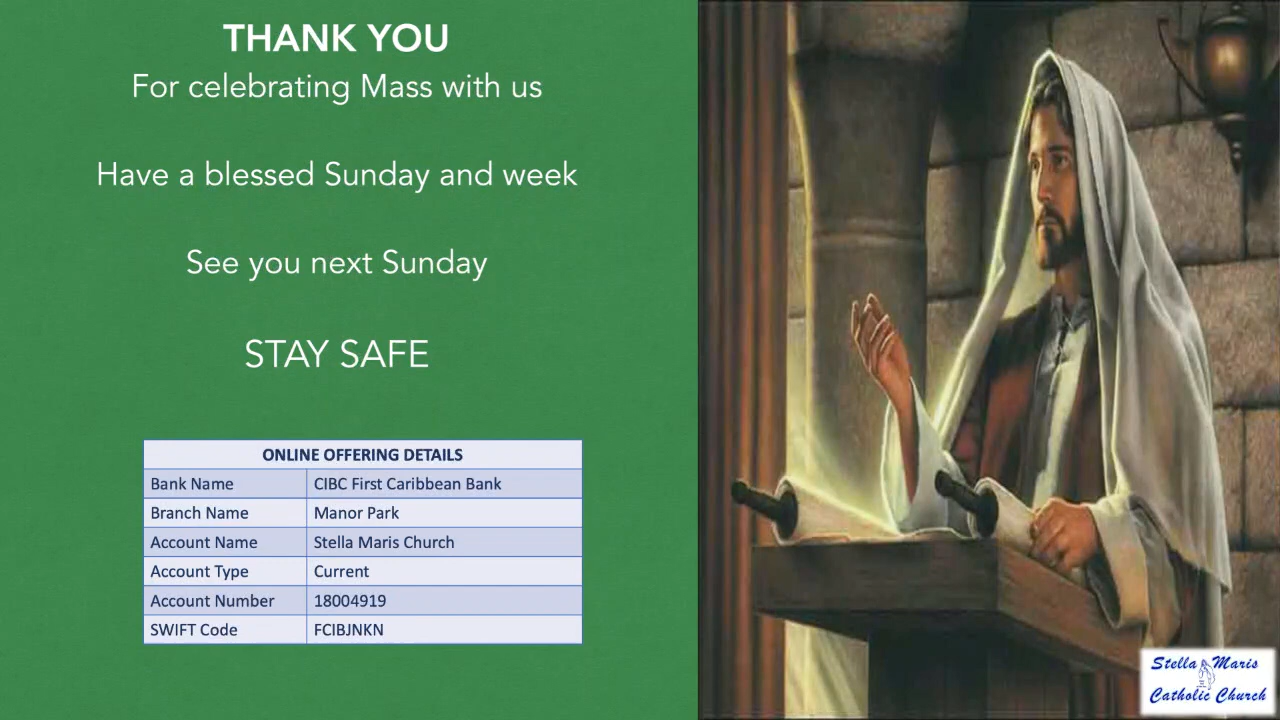 THANK YOU
For celebrating Mass with us
Have a blessed Sunday and week
See you next Sunday
STAY SAFE
ONLINE OFFERING DETAILS
Bank Name CIBC First Caribbean Bank
Branch Name Manor Park
Account Name Stella Maris Church
Account Type Current
Account Number 18004919
SWIFT Code FCIBJNKN
Stella Maris
Catholic Church